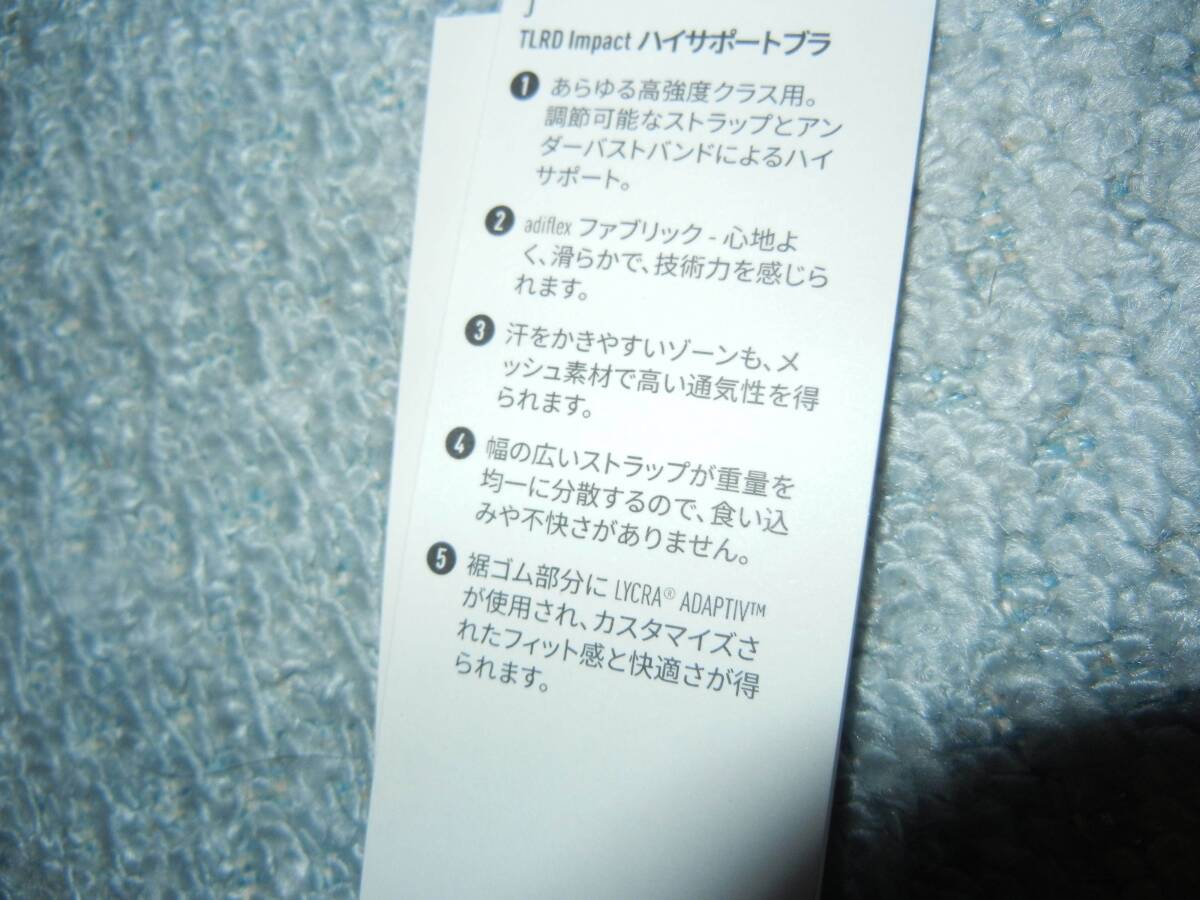 J
TLRD Impact ハイサポートブラ
1 あらゆる高強度クラス用。
調節可能なストラップとアン
ダーバストバンドによるハイ
サポート。
2 adiflex ファブリック - 心地よ
く、滑らかで、技術力を感じら
れます。
3 汗をかきやすいゾーンも、メ
ッシュ素材で高い通気性を得
られます。
4 幅の広いストラップが重量を
均一に分散するので、食い込
みや不快さがありません。
5 裾ゴム部分に LYCRA® ADAPTIV™
が使用され、カスタマイズさ
れたフィット感と快適さが得
られます。